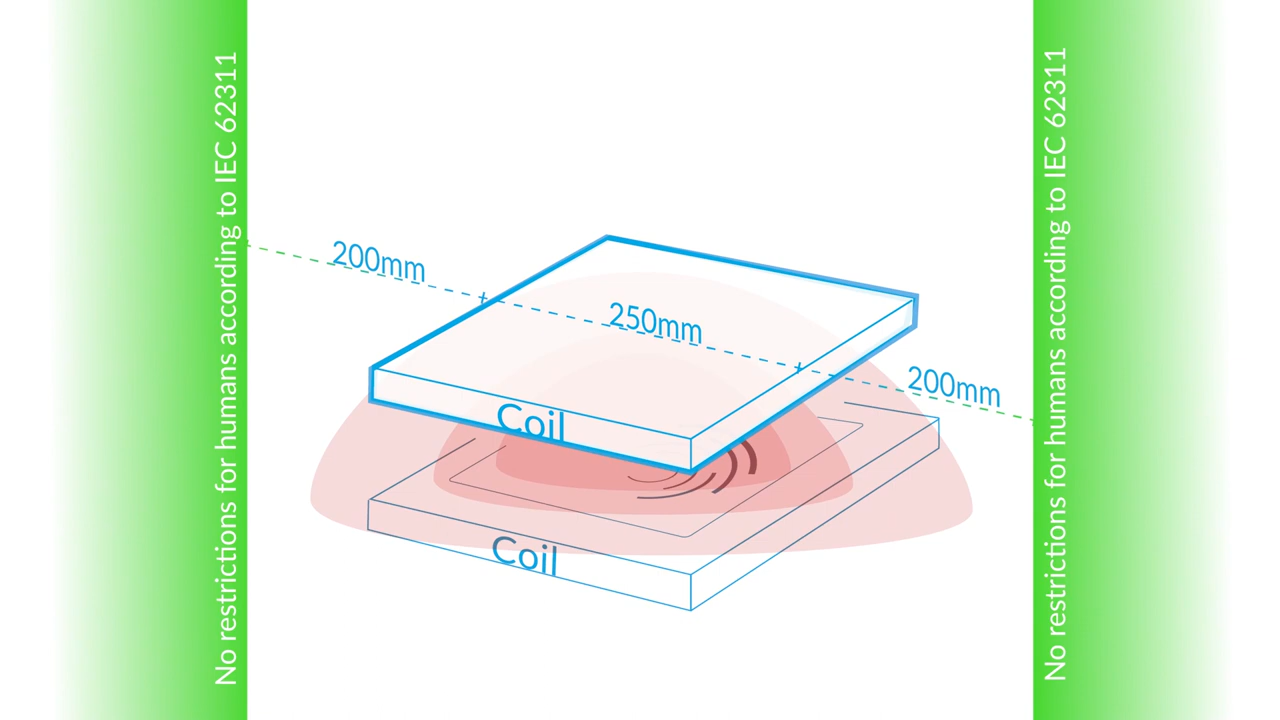 No restrictions for humans according to IEC 62311
200mm
250mm
200mm
Coil
Coil
No restrictions for humans according to IEC 62311